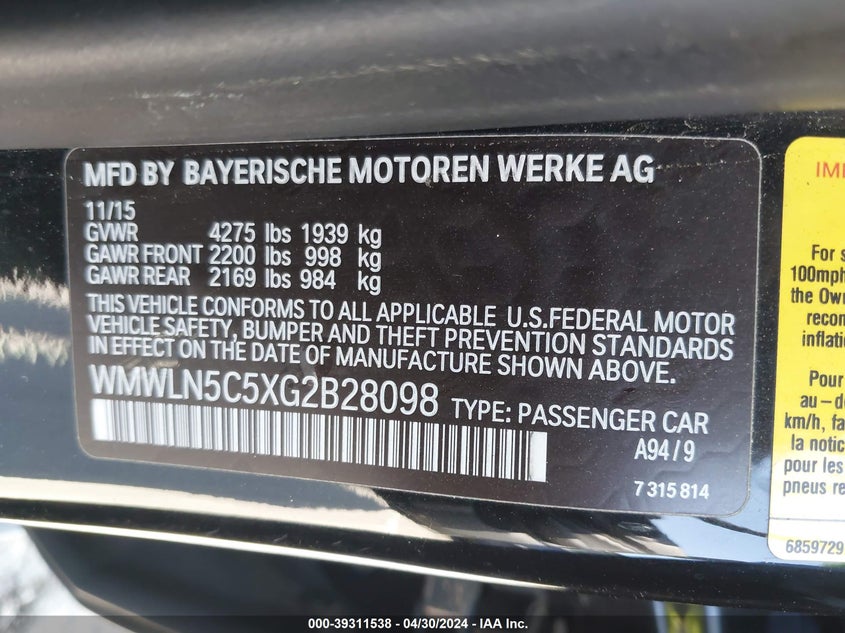 MFD BY BAYERISCHE MOTOREN WERKE AG
11/15
GVWR 4275 lbs 1939 kg
GAWR FRONT 2200 lbs 998 kg
GAWR REAR 2169 lbs 984 kg
THIS VEHICLE CONFORMS TO ALL APPLICABLE U.S.FEDERAL MOTOR
VEHICLE SAFETY, BUMPER AND THEFT PREVENTION STANDARDS
IN EFFECT ON THE DATE OF MANUFACTURE SHOWN ABOVE.
WMWLN5C5XG2B28098 TYPE: PASSENGER CAR
A94/9
7 315 814
For s
100mph
the Own
recon
inflati
Pour
au-d
km/h, fa
la notic
pour les
pneus re
6859729
000-39311538 - 04/30/2024 - IAA Inc.